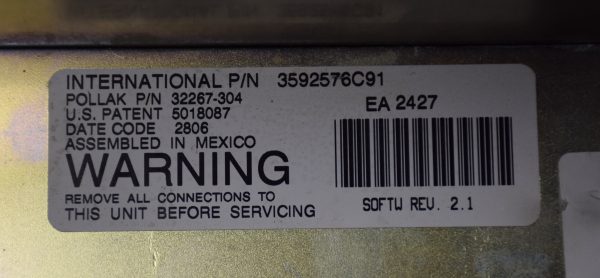 INTERNATIONAL P/N 3592576C91
POLLAK P/N 32267-304
U.S. PATENT 5018087
DATE CODE 2806
ASSEMBLED IN MEXICO
WARNING
REMOVE ALL CONNECTIONS TO
THIS UNIT BEFORE SERVICING
EA 2427
SOFTW REV. 2.1